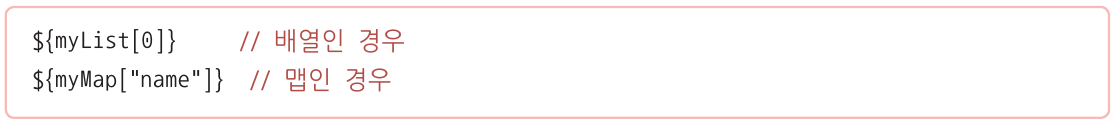 ${myList[0]}     // 배열인 경우
${myMap["name"]}  // 맵인 경우